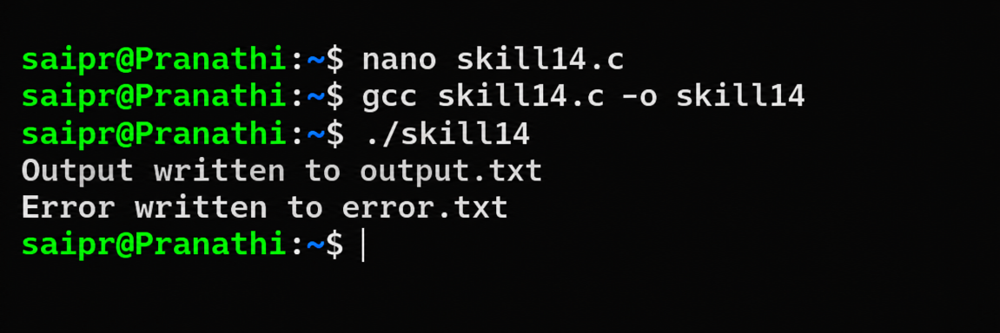 saipr@Pranathi:~$ nano skill14.c
saipr@Pranathi:~$ gcc skill14.c -o skill14
saipr@Pranathi:~$ ./skill14
Output written to output.txt
Error written to error.txt
saipr@Pranathi:~$